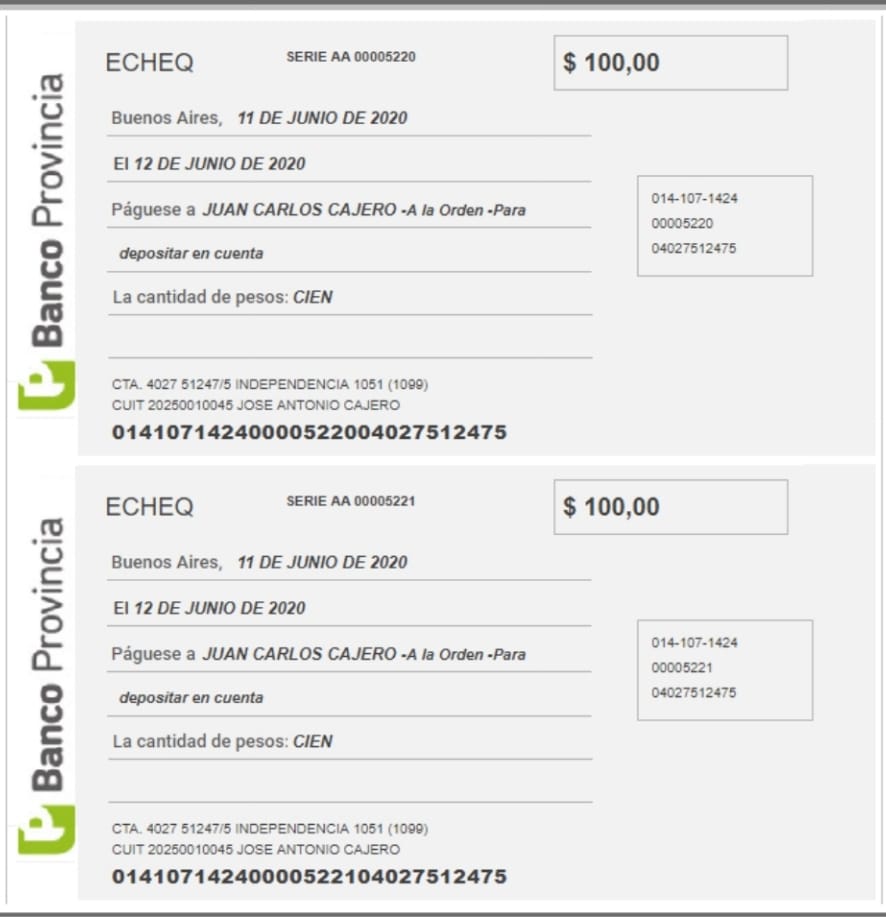 Banco Provincia
ECHEQ
SERIE AA 00005220
$ 100,00
Buenos Aires, 11 DE JUNIO DE 2020
El 12 DE JUNIO DE 2020
Páguese a JUAN CARLOS CAJERO -A la Orden -Para
depositar en cuenta
La cantidad de pesos: CIEN
014-107-1424
00005220
04027512475
CTA. 4027 51247/5 INDEPENDENCIA 1051 (1099)
CUIT 20250010045 JOSE ANTONIO CAJERO
01410714240000522004027512475
Banco Provincia
ECHEQ
SERIE AA 00005221
$ 100,00
Buenos Aires, 11 DE JUNIO DE 2020
El 12 DE JUNIO DE 2020
Páguese a JUAN CARLOS CAJERO -A la Orden -Para
depositar en cuenta
La cantidad de pesos: CIEN
014-107-1424
00005221
04027512475
CTA. 4027 51247/5 INDEPENDENCIA 1051 (1099)
CUIT 20250010045 JOSE ANTONIO CAJERO
01410714240000522104027512475